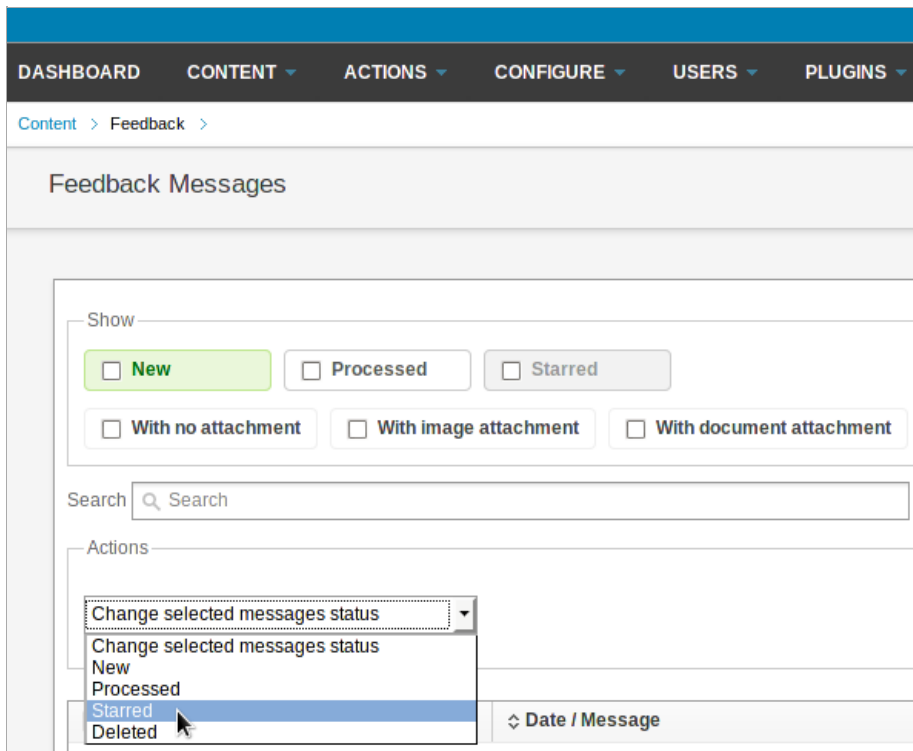 DASHBOARD CONTENT ACTIONS CONFIGURE USERS PLUGINS
Content > Feedback >
Feedback Messages
Show
New Processed Starred
With no attachment With image attachment With document attachment
Search Search
Actions
Change selected messages status
Change selected messages status
New
Processed
Starred
Deleted
Date / Message